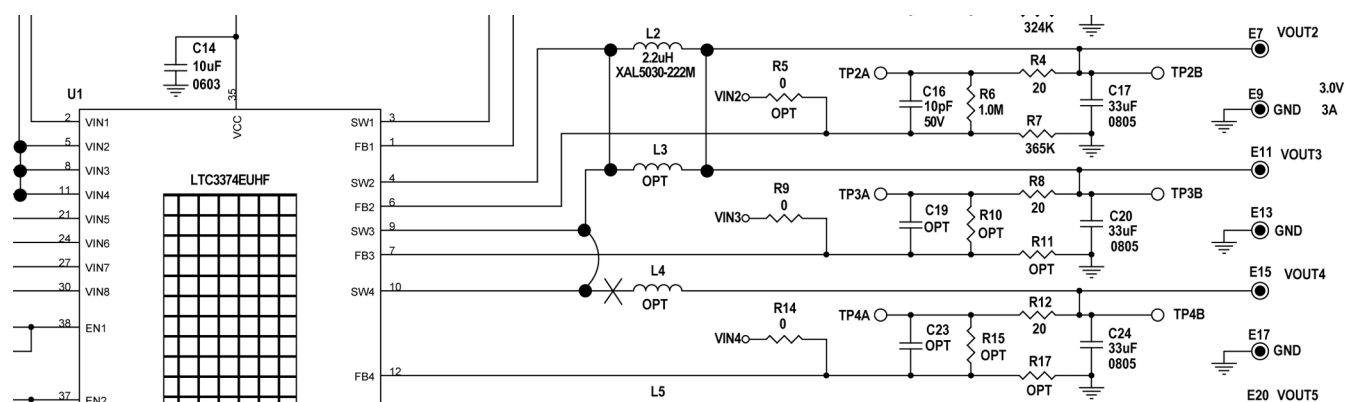 324K
E7 VOUT2
L2
2.2uH
XAL5030-222M
C14
10uF
0603
35
U1
VCC
R5
0
OPT
VIN2
TP2A
C16
10pF
50V
R6
1.0M
R4
20
R7
365K
C17
33uF
0805
TP2B
E9
GND
3.0V
3A
2 VIN1
5 VIN2
8 VIN3
11 VIN4
21 VIN5
24 VIN6
27 VIN7
30 VIN8
38 EN1
37 EN2
LTC3374EUHF
SW1 3
FB1 1
SW2 4
FB2 6
SW3 9
FB3 7
SW4 10
FB4 12
L3
OPT
E11 VOUT3
R9
0
VIN3
TP3A
C19
OPT
R10
OPT
R8
20
R11
OPT
C20
33uF
0805
TP3B
E13
GND
L4
OPT
E15 VOUT4
R14
0
VIN4
TP4A
C23
OPT
R15
OPT
R12
20
R17
OPT
C24
33uF
0805
TP4B
E17
GND
L5
E20 VOUT5